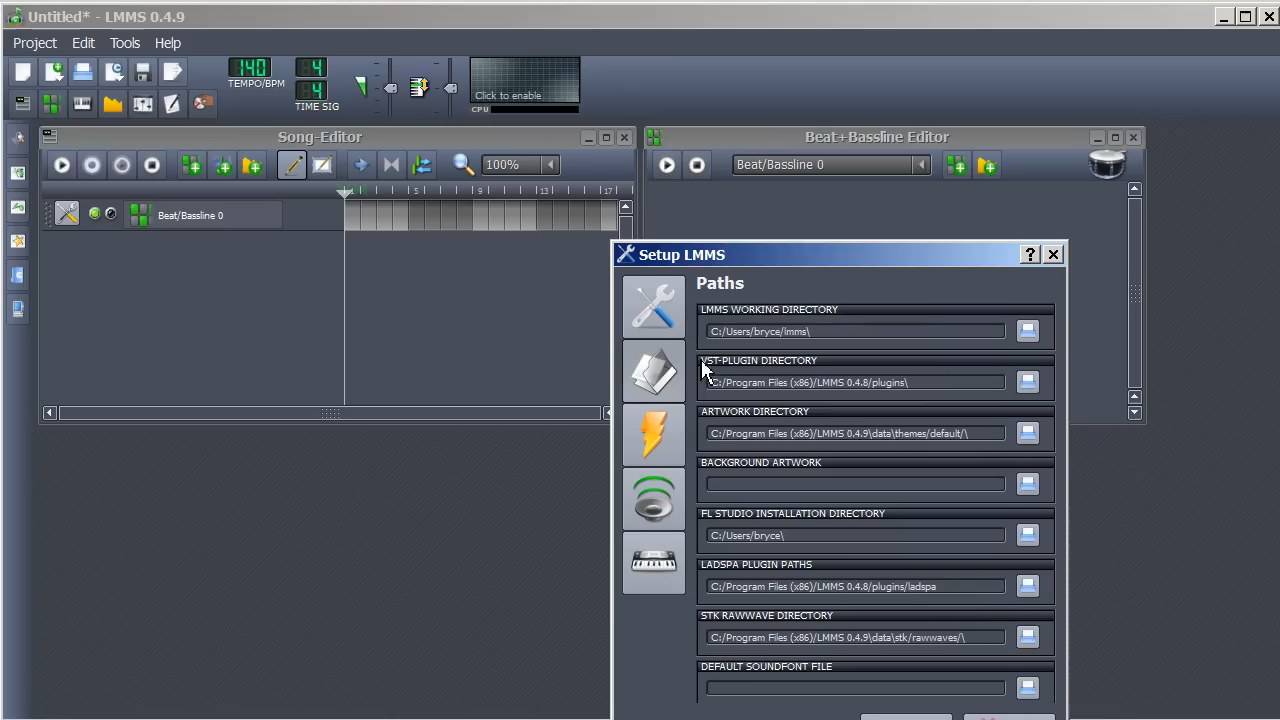 Untitled* - LMMS 0.4.9
Project Edit Tools Help
140
TEMPO/BPM
4
4
TIME SIG
Click to enable
CPU
Song-Editor
Beat+Bassline Editor
100%
Beat/Bassline 0
5 9 13 17
Beat/Bassline 0
Setup LMMS
Paths
LMMS WORKING DIRECTORY
C:/Users/bryce/lmms\
VST-PLUGIN DIRECTORY
C:/Program Files (x86)/LMMS 0.4.8/plugins\
ARTWORK DIRECTORY
C:/Program Files (x86)/LMMS 0.4.9\data\themes/default/\
BACKGROUND ARTWORK
FL STUDIO INSTALLATION DIRECTORY
C:/Users/bryce\
LADSPA PLUGIN PATHS
C:/Program Files (x86)/LMMS 0.4.8/plugins/ladspa
STK RAWWAVE DIRECTORY
C:/Program Files (x86)/LMMS 0.4.9\data\stk/rawwaves/\
DEFAULT SOUNDFONT FILE